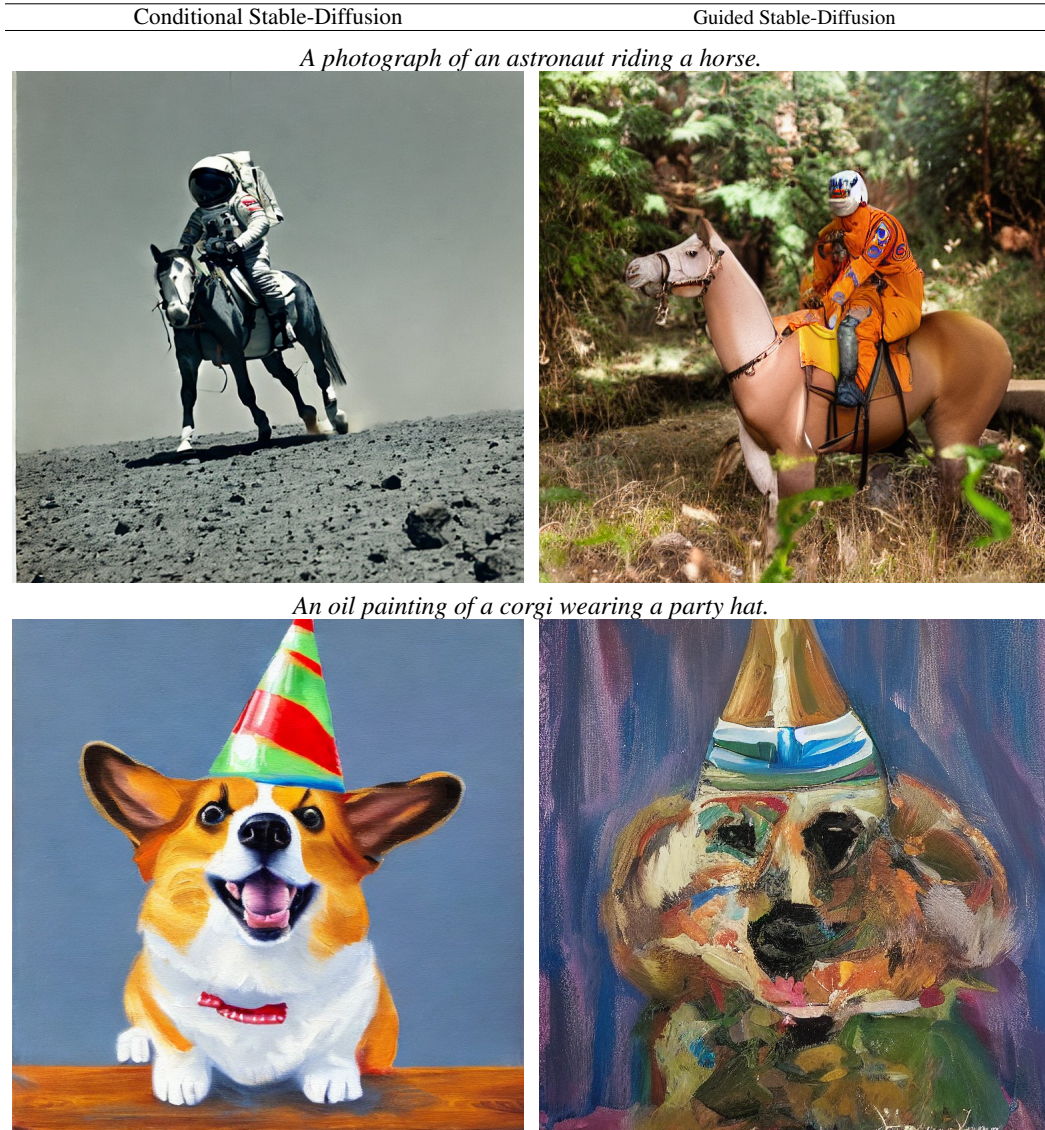 Conditional Stable-Diffusion
Guided Stable-Diffusion
A photograph of an astronaut riding a horse.
An oil painting of a corgi wearing a party hat.